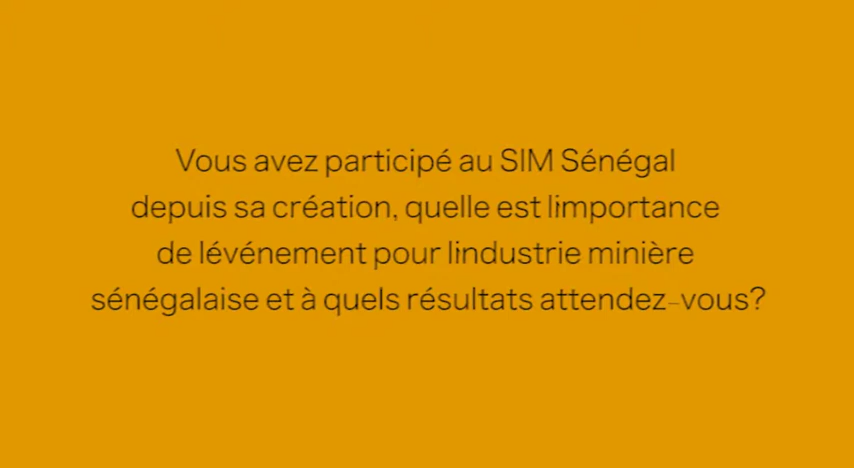 Vous avez participé au SIM Sénégal
depuis sa création, quelle est limportance
de lévénement pour lindustrie minière
sénégalaise et à quels résultats attendez-vous?